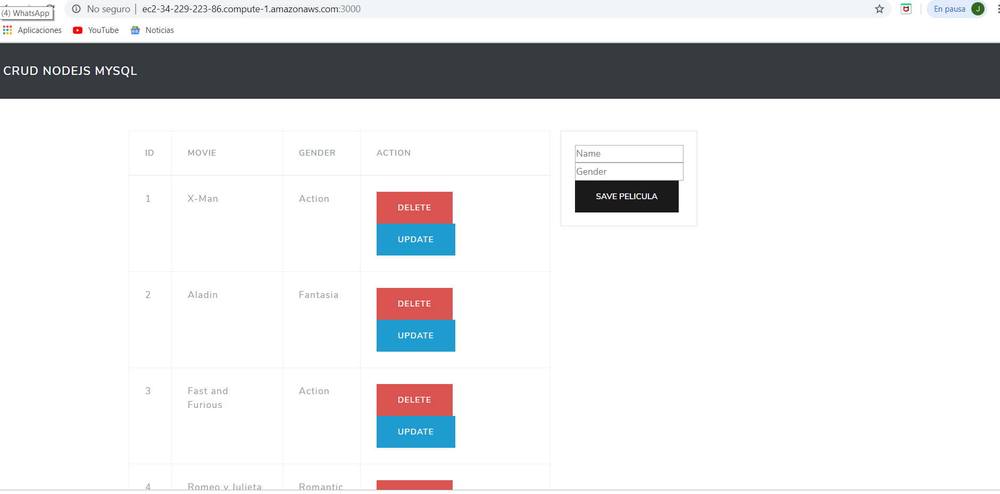 (4) WhatsApp
No seguro | ec2-34-229-223-86.compute-1.amazonaws.com:3000
En pausa J
Aplicaciones YouTube Noticias
CRUD NODEJS MYSQL
ID MOVIE GENDER ACTION
1 X-Man Action DELETE
UPDATE
2 Aladin Fantasia DELETE
UPDATE
3 Fast and Furious Action DELETE
UPDATE
4 Romeo y Julieta Romantic
Name
Gender
SAVE PELICULA